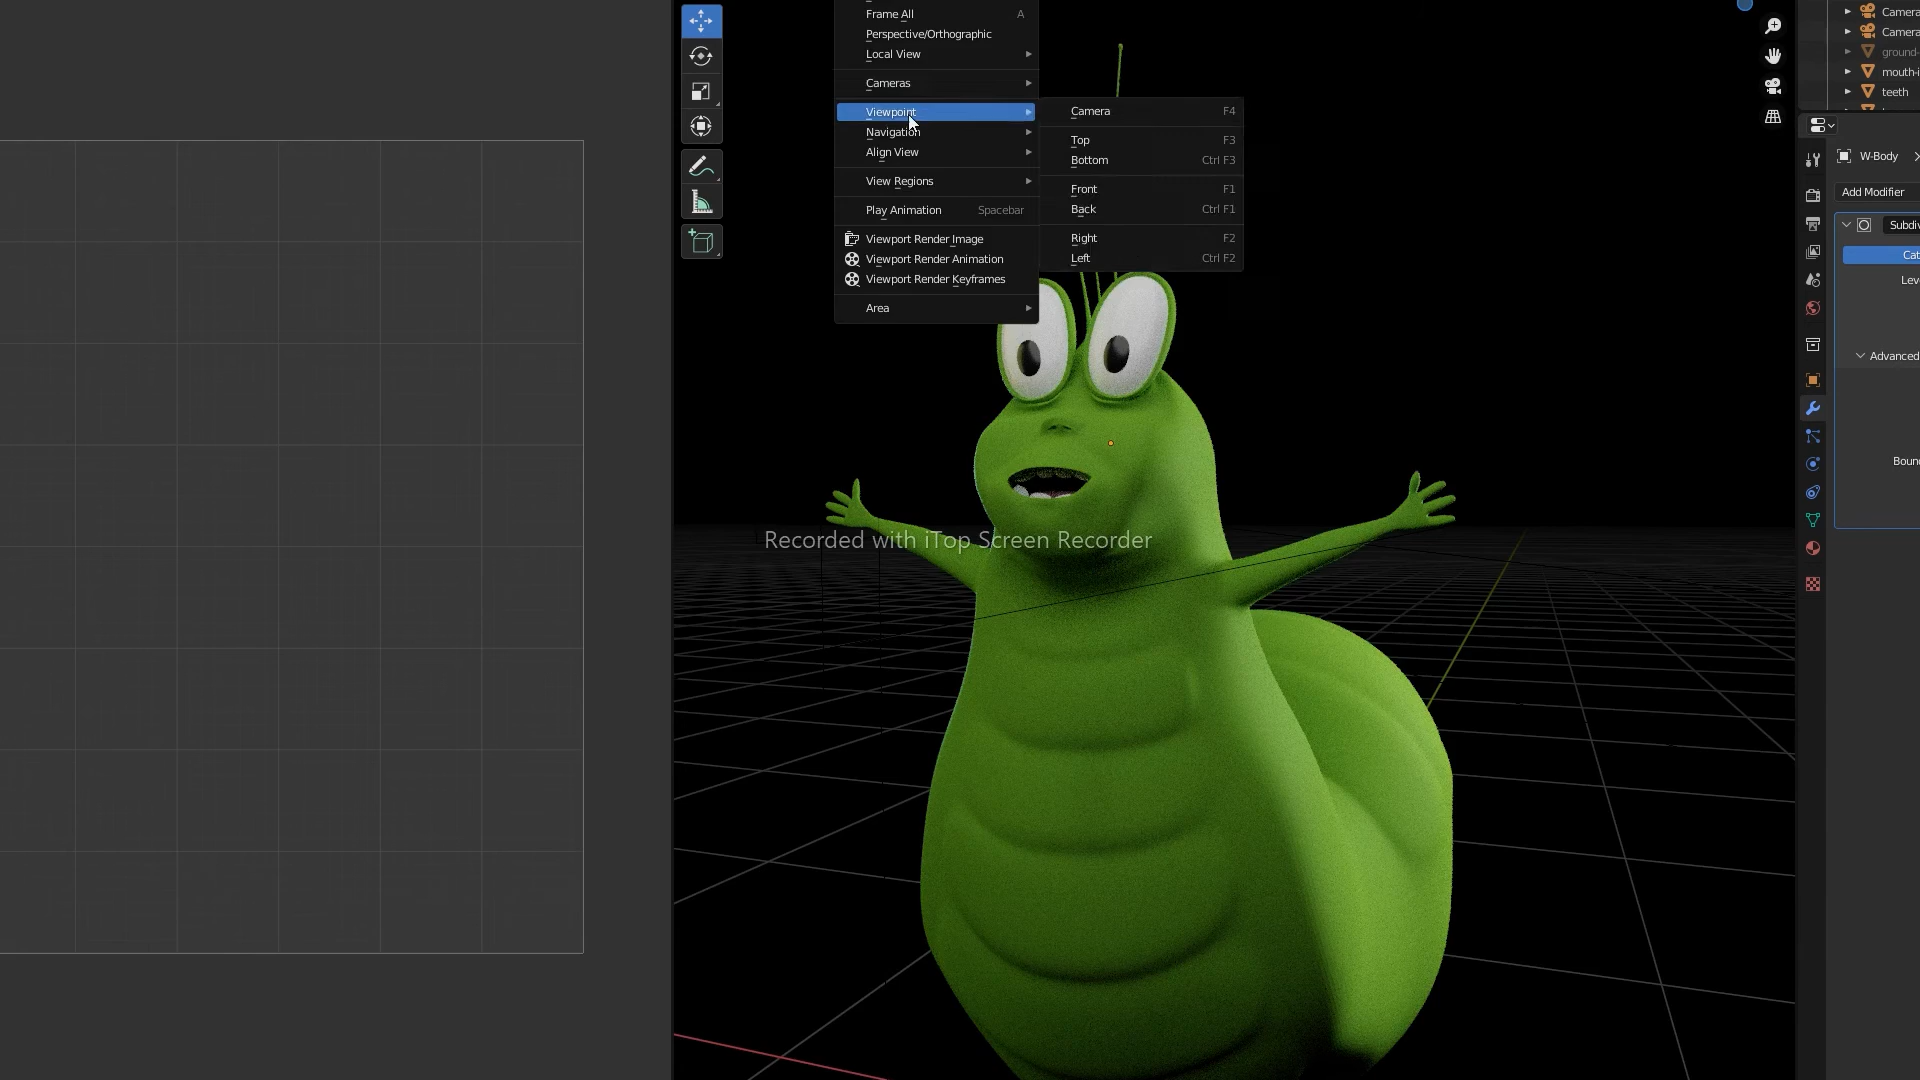 Frame All A
Perspective/Orthographic
Local View
Cameras
Viewpoint
Navigation
Align View
View Regions
Play Animation Spacebar
Viewport Render Image
Viewport Render Animation
Viewport Render Keyframes
Area
Camera F4
Top F3
Bottom Ctrl F3
Front F1
Back Ctrl F1
Right F2
Left Ctrl F2
Recorded with iTop Screen Recorder
Camera
Camera
ground-
mouth-i
teeth
W-Body
Add Modifier
Subdiv
Cat
Leve
Advanced
Boun